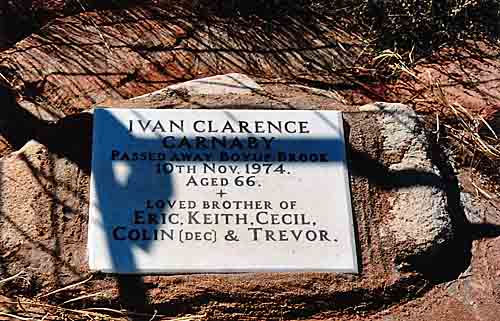 IVAN CLARENCE
CARNABY
PASSED AWAY BOYUP BROOK
10TH NOV. 1974.
AGED 66.
+
LOVED BROTHER OF
ERIC, KEITH, CECIL,
COLIN (DEC) & TREVOR.